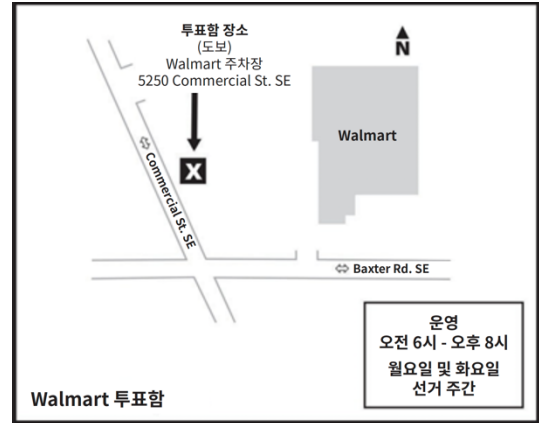 투표함 장소
(도보)
Walmart 주차장
5250 Commercial St. SE
N
Walmart
X
Commercial St. SE
Baxter Rd. SE
운영
오전 6시 - 오후 8시
월요일 및 화요일
선거 주간
Walmart 투표함